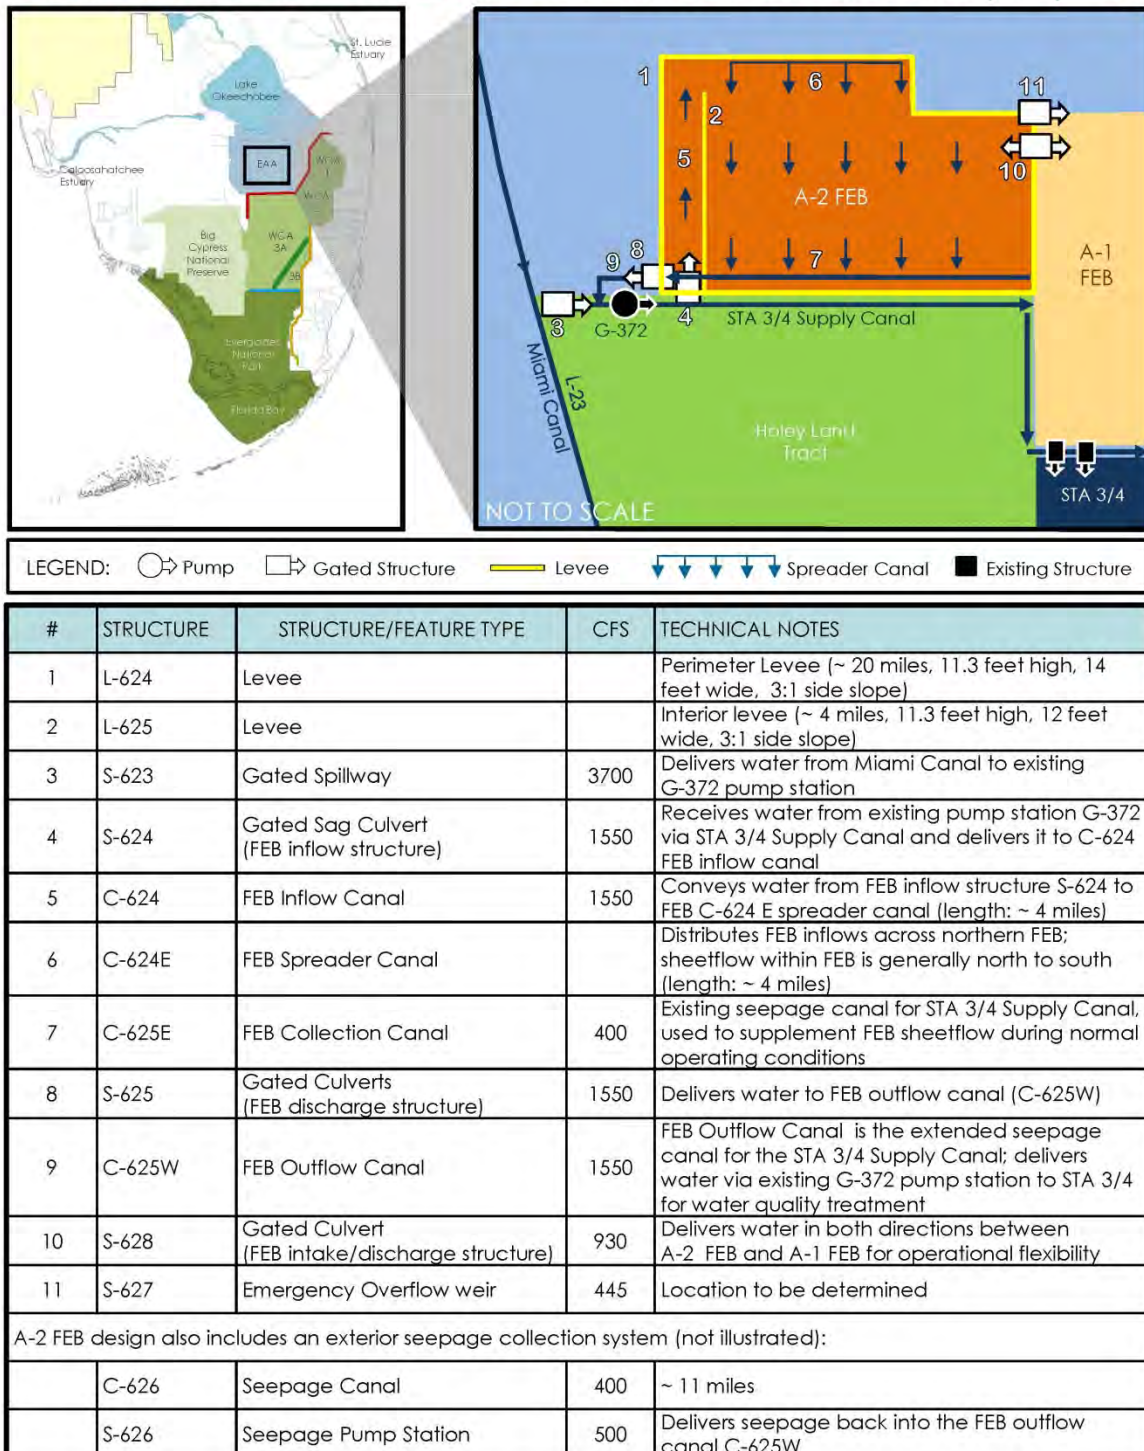 St. Lucie
Estuary
Lake
Okeechobee
Caloosahatchee
Estuary
EAA
WCA
1
WCA
2
Big
Cypress
National
Preserve
WCA
3A
3B
Everglades
National
Park
Florida Bay
1
2
6
11
5
10
A-2 FEB
A-1
FEB
9
8
7
3
G-372
4
STA 3/4 Supply Canal
Miami Canal
L-23
Holey Land
Tract
STA 3/4
NOT TO SCALE
LEGEND: Pump Gated Structure Levee Spreader Canal Existing Structure
# STRUCTURE STRUCTURE/FEATURE TYPE CFS TECHNICAL NOTES
1 L-624 Levee Perimeter Levee (~ 20 miles, 11.3 feet high, 14
feet wide, 3:1 side slope)
2 L-625 Levee Interior levee (~ 4 miles, 11.3 feet high, 12 feet
wide, 3:1 side slope)
3 S-623 Gated Spillway 3700 Delivers water from Miami Canal to existing
G-372 pump station
4 S-624 Gated Sag Culvert
(FEB inflow structure) 1550 Receives water from existing pump station G-372
via STA 3/4 Supply Canal and delivers it to C-624
FEB inflow canal
5 C-624 FEB Inflow Canal 1550 Conveys water from FEB inflow structure S-624 to
FEB C-624 E spreader canal (length: ~ 4 miles)
6 C-624E FEB Spreader Canal Distributes FEB inflows across northern FEB;
sheetflow within FEB is generally north to south
(length: ~ 4 miles)
7 C-625E FEB Collection Canal 400 Existing seepage canal for STA 3/4 Supply Canal,
used to supplement FEB sheetflow during normal
operating conditions
8 S-625 Gated Culverts
(FEB discharge structure) 1550 Delivers water to FEB outflow canal (C-625W)
9 C-625W FEB Outflow Canal 1550 FEB Outflow Canal is the extended seepage
canal for the STA 3/4 Supply Canal; delivers
water via existing G-372 pump station to STA 3/4
for water quality treatment
10 S-628 Gated Culvert
(FEB intake/discharge structure) 930 Delivers water in both directions between
A-2 FEB and A-1 FEB for operational flexibility
11 S-627 Emergency Overflow weir 445 Location to be determined
A-2 FEB design also includes an exterior seepage collection system (not illustrated):
C-626 Seepage Canal 400 ~ 11 miles
S-626 Seepage Pump Station 500 Delivers seepage back into the FEB outflow
canal C-625W